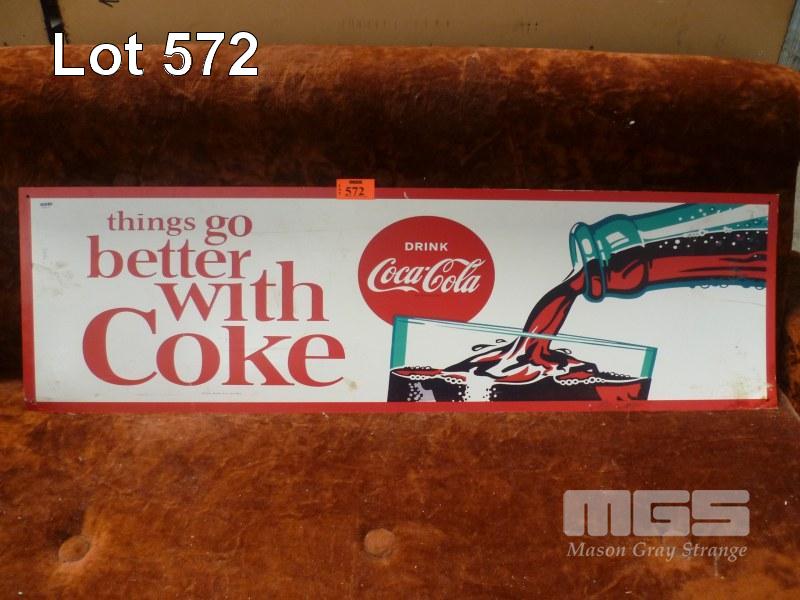 Lot 572
572
things go
better
with
Coke
DRINK
Coca-Cola
MGS
Mason Gray Strange